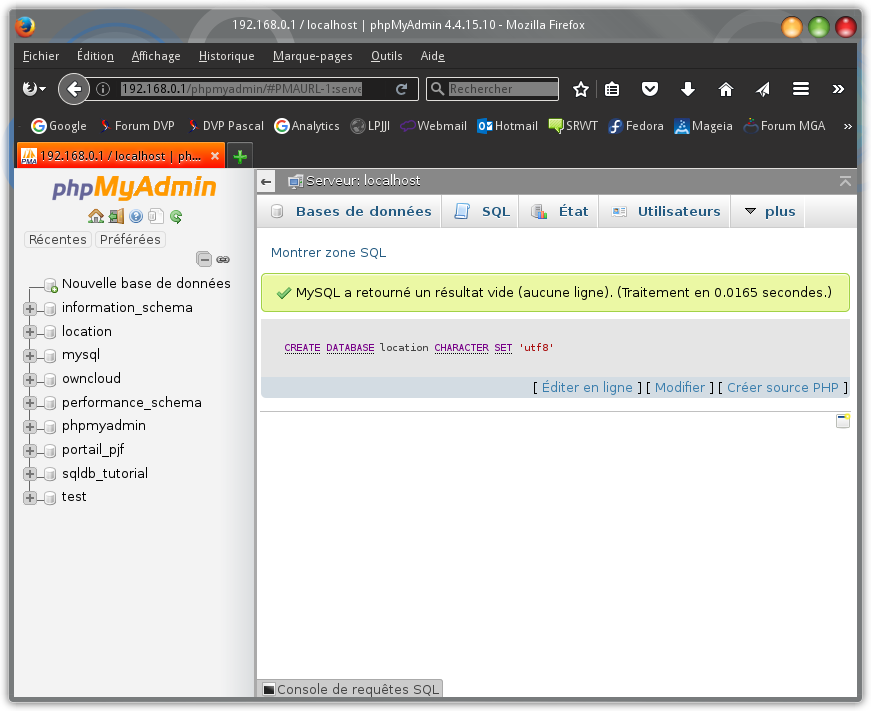 192.168.0.1 / localhost | phpMyAdmin 4.4.15.10 - Mozilla Firefox
Fichier Édition Affichage Historique Marque-pages Outils Aide
192.168.0.1/phpmyadmin/#PMAURL-1:serve Rechercher
Google Forum DVP DVP Pascal Analytics LPJJI Webmail Hotmail SRWT Fedora Mageia Forum MGA »
192.168.0.1 / localhost | ph... ×
phpMyAdmin
Récentes Préférées
Nouvelle base de données
information_schema
location
mysql
owncloud
performance_schema
phpmyadmin
portail_pjf
sqldb_tutorial
test
Serveur: localhost
Bases de données SQL État Utilisateurs plus
Montrer zone SQL
MySQL a retourné un résultat vide (aucune ligne). (Traitement en 0.0165 secondes.)
CREATE DATABASE location CHARACTER SET 'utf8'
[ Éditer en ligne ] [ Modifier ] [ Créer source PHP ]
Console de requêtes SQL